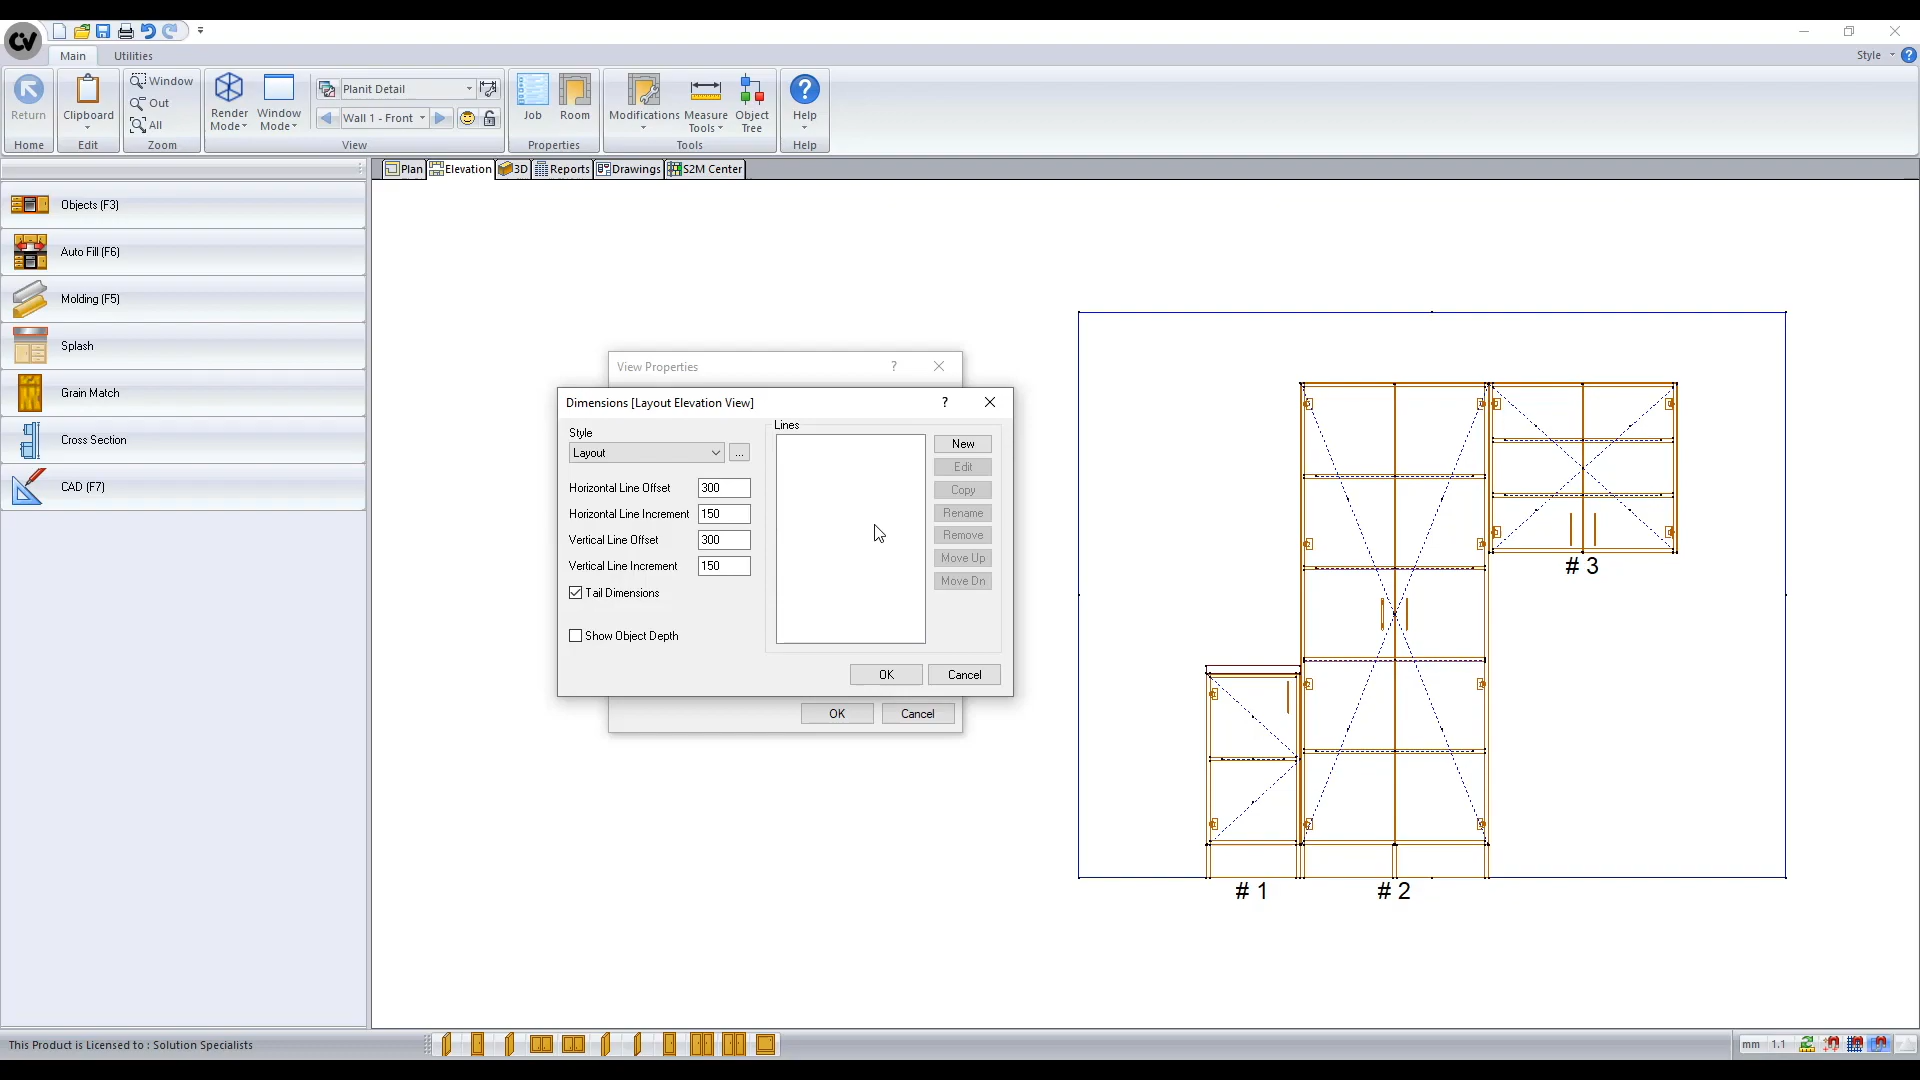 CV
Main
Utilities
Style
?
Return
Clipboard
Window
Out
All
Render
Mode
Window
Mode
Planit Detail
Wall 1 - Front
Job
Room
Modifications
Measure
Tools
Object
Tree
Help
Home
Edit
Zoom
View
Properties
Tools
Help
Plan
Elevation
3D
Reports
Drawings
S2M Center
Objects (F3)
Auto Fill (F6)
Molding (F5)
Splash
Grain Match
Cross Section
CAD (F7)
View Properties
?
Dimensions [Layout Elevation View]
?
Style
Layout
...
Horizontal Line Offset
300
Horizontal Line Increment
150
Vertical Line Offset
300
Vertical Line Increment
150
Tail Dimensions
Show Object Depth
Lines
New
Edit
Copy
Rename
Remove
Move Up
Move Dn
OK
Cancel
OK
Cancel
# 3
# 1
# 2
This Product is Licensed to : Solution Specialists
mm
1.1